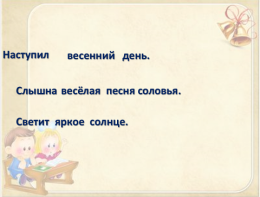 Наступил весенний день.
Слышна весёлая песня соловья.
Светит яркое солнце.